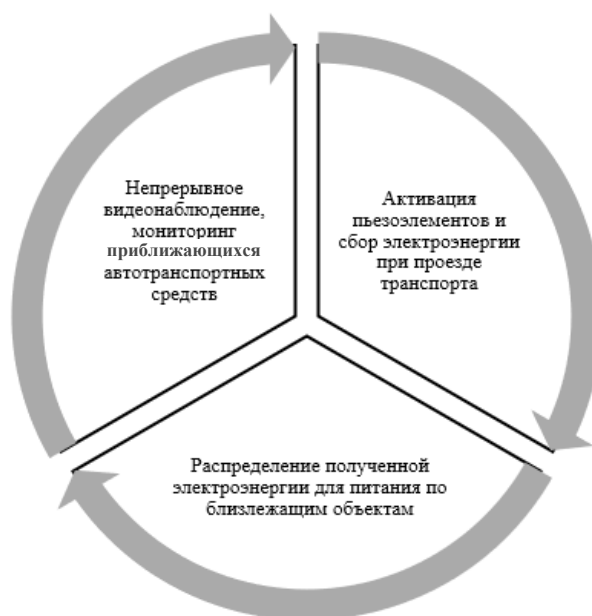 Непрерывное
видеонаблюдение,
мониторинг
приближающихся
автотранспортных
средств
Активация
пьезоэлементов и
сбор электроэнергии
при проезде
транспорта
Распределение полученной
электроэнергии для питания по
близлежащим объектам